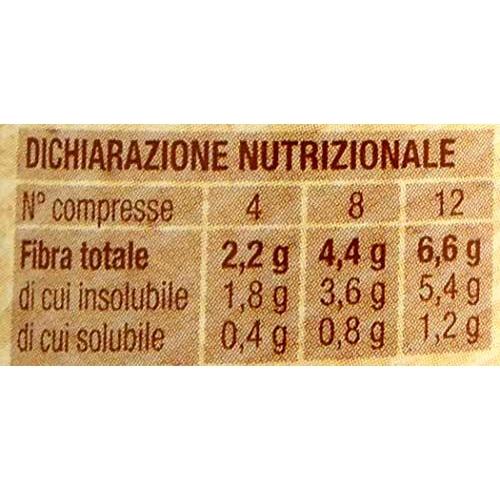 DICHIARAZIONE NUTRIZIONALE
N° compresse 4 8 12
Fibra totale 2,2 g 4,4 g 6,6 g
di cui insolubile 1,8 g 3,6 g 5,4 g
di cui solubile 0,4 g 0,8 g 1,2 g